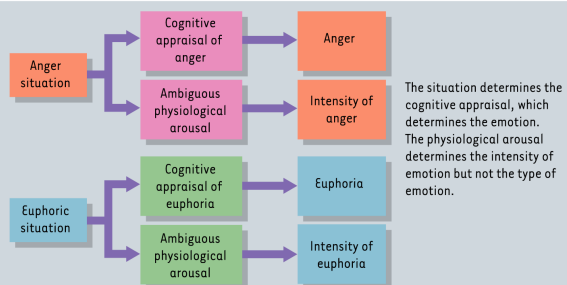 Anger
situation
Cognitive
appraisal of
anger
Anger
Ambiguous
physiological
arousal
Intensity of
anger
Euphoric
situation
Cognitive
appraisal of
euphoria
Euphoria
Ambiguous
physiological
arousal
Intensity of
euphoria
The situation determines the
cognitive appraisal, which
determines the emotion.
The physiological arousal
determines the intensity of
emotion but not the type of
emotion.